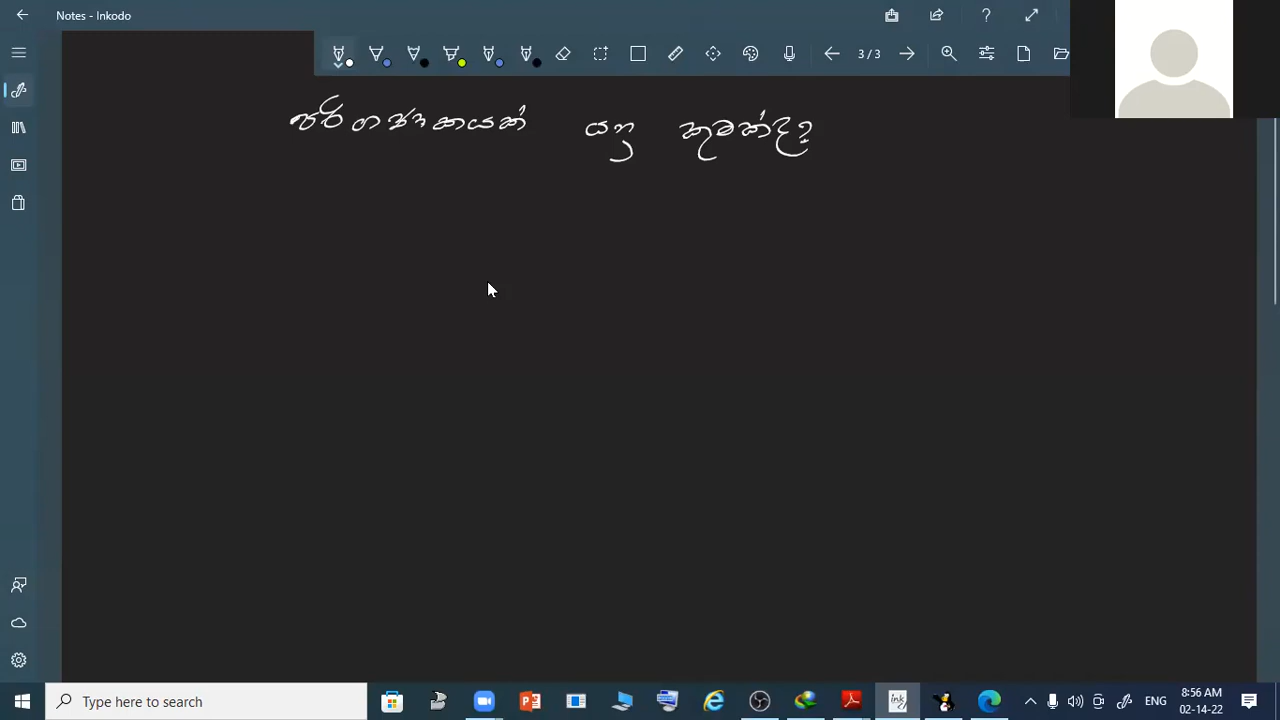 Notes - Inkodo
3/3
පරිගණකයක් යනු කුමක්ද?
Type here to search
ENG
8:56 AM
02-14-22